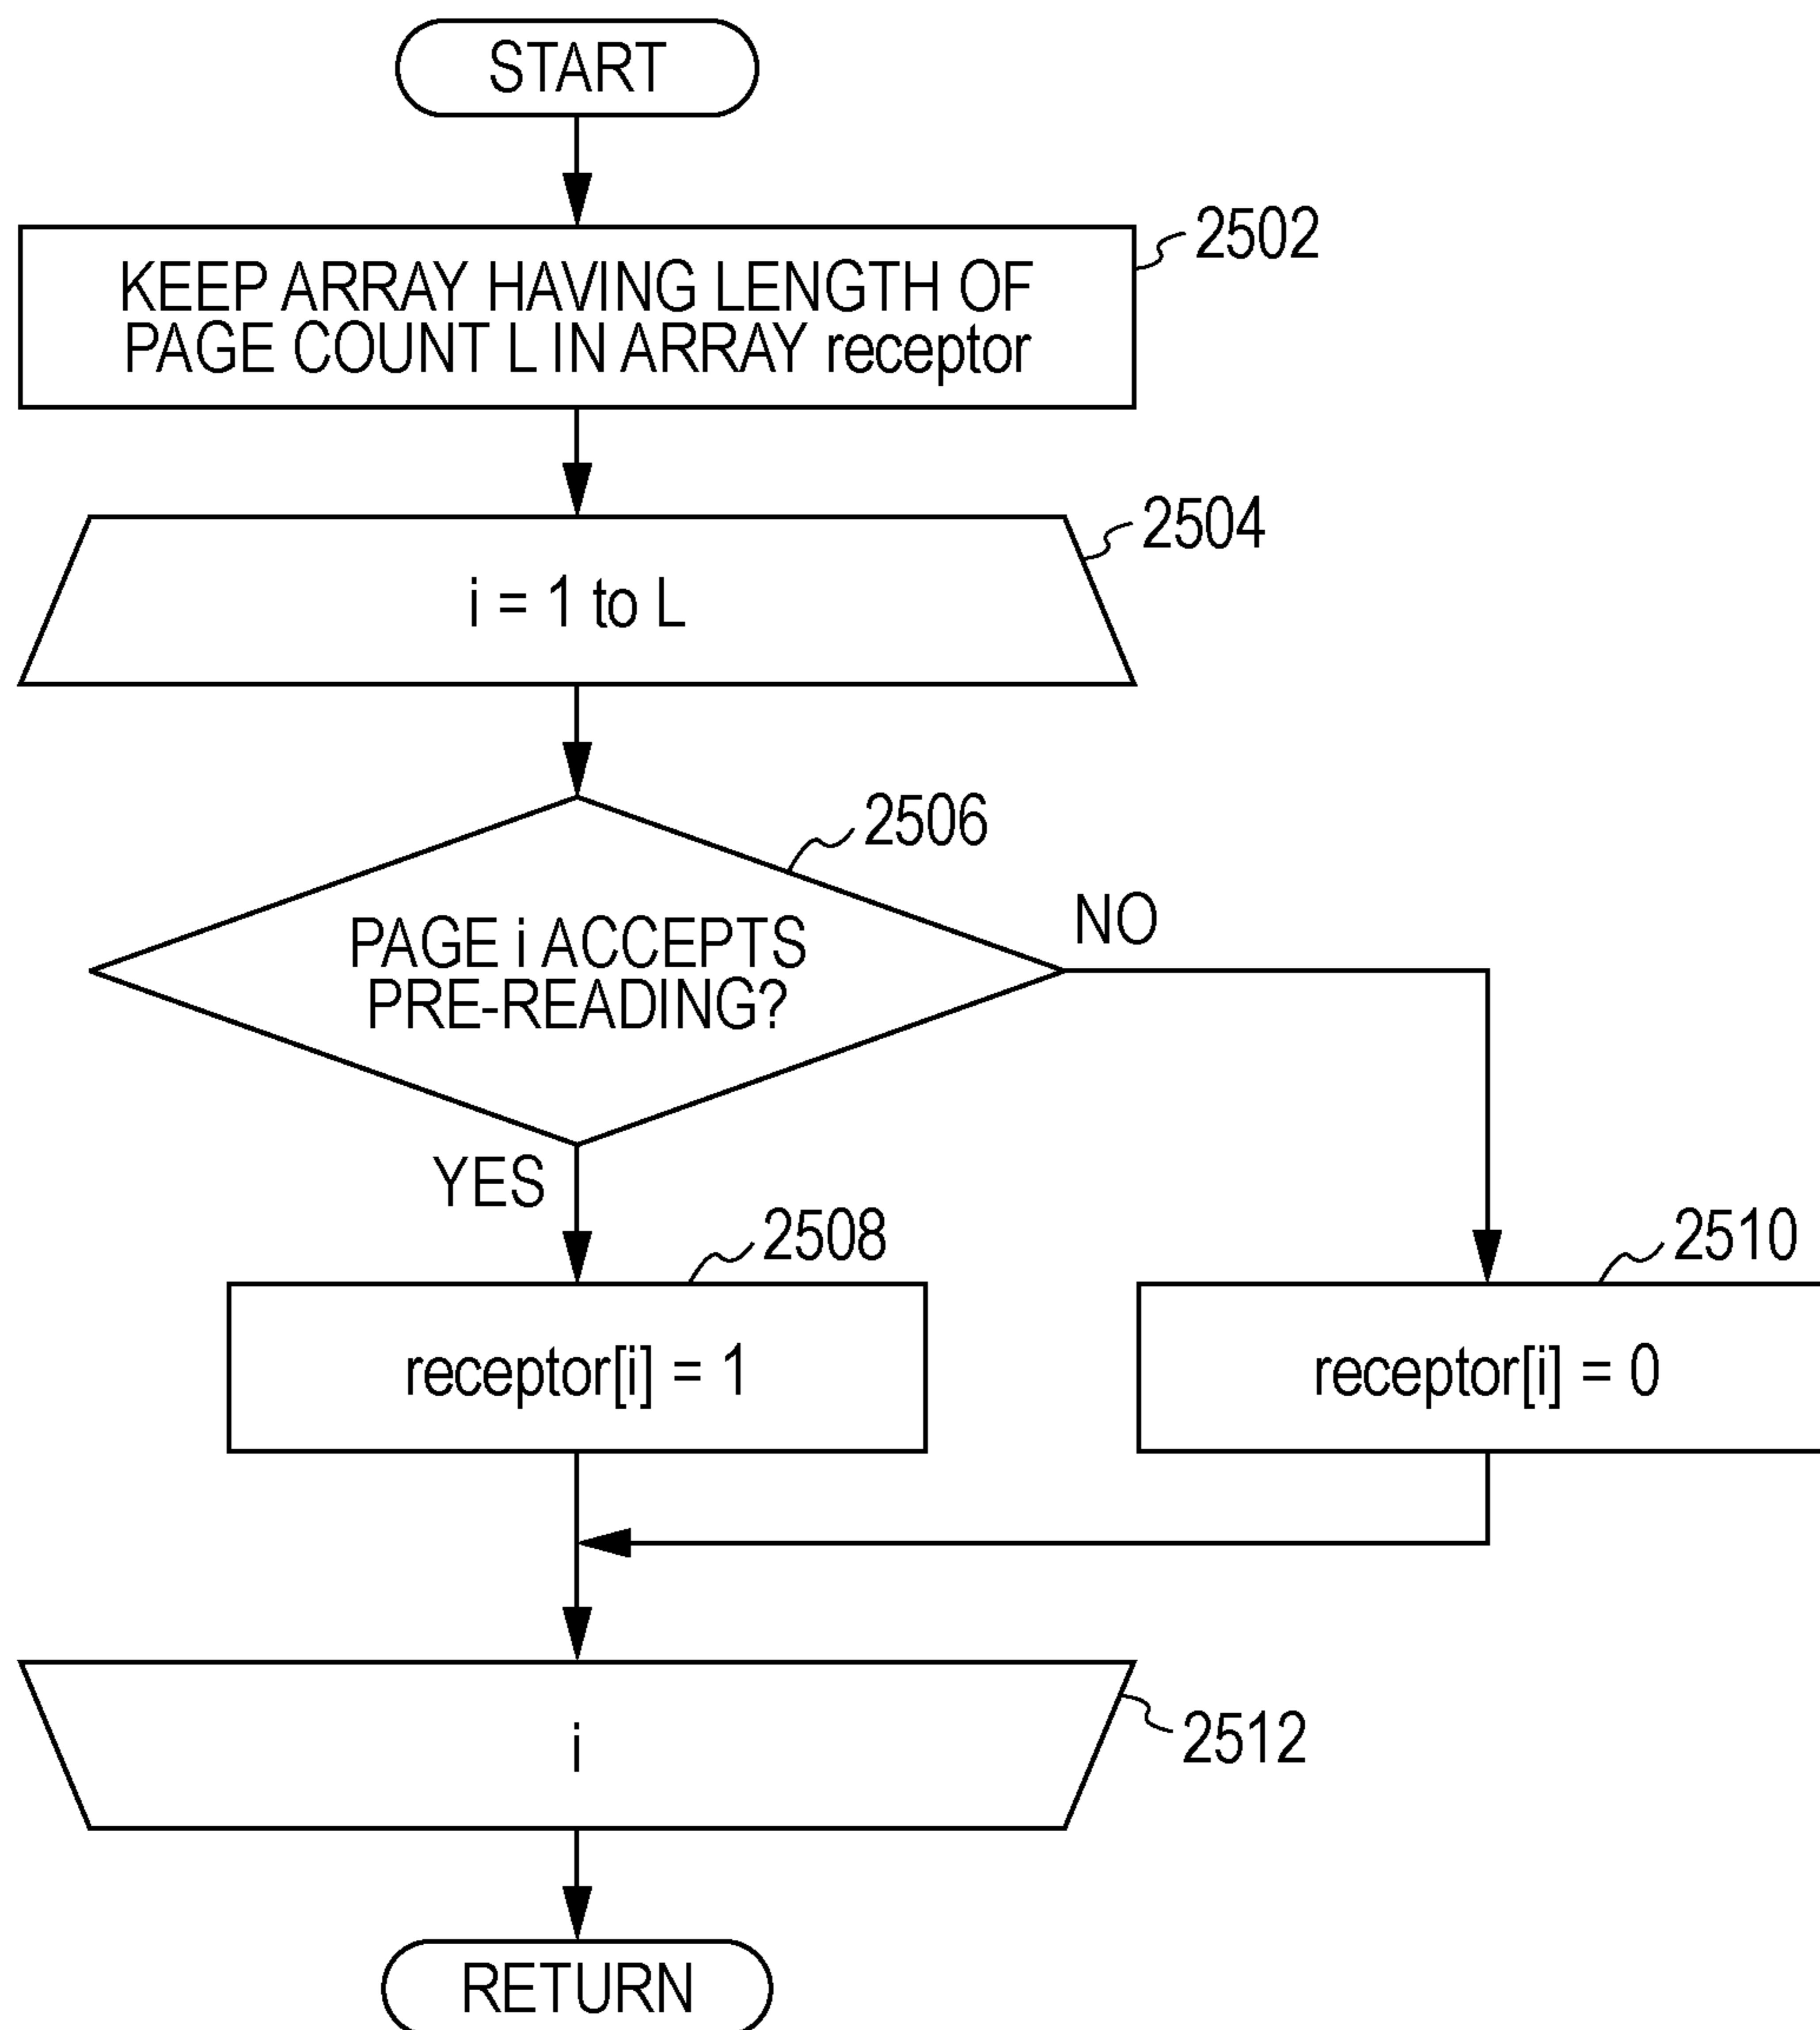 START
2502
KEEP ARRAY HAVING LENGTH OF
PAGE COUNT L IN ARRAY receptor
2504
i = 1 to L
2506
PAGE i ACCEPTS
PRE-READING?
NO
YES
2508
receptor[i] = 1
2510
receptor[i] = 0
i
2512
RETURN